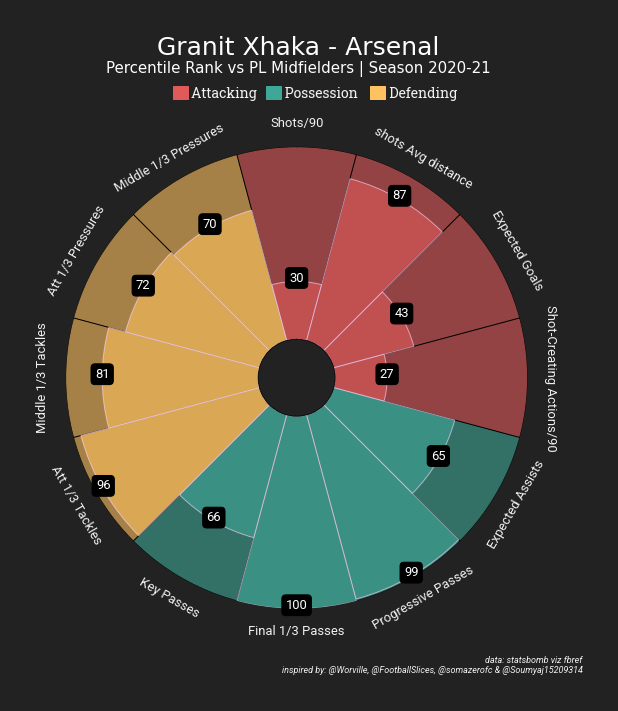 Granit Xhaka - Arsenal
Percentile Rank vs PL Midfielders | Season 2020-21
Attacking Possession Defending
Shots/90
shots Avg distance
Expected Goals
Shot-Creating Actions/90
Expected Assists
Progressive Passes
Final 1/3 Passes
Key Passes
Att 1/3 Tackles
Middle 1/3 Tackles
Att 1/3 Pressures
Middle 1/3 Pressures
30
87
43
27
65
99
100
66
96
81
72
70
data: statsbomb viz fbref
inspired by: @Worville, @FootballSlices, @somazerofc & @Soumyaj15209314